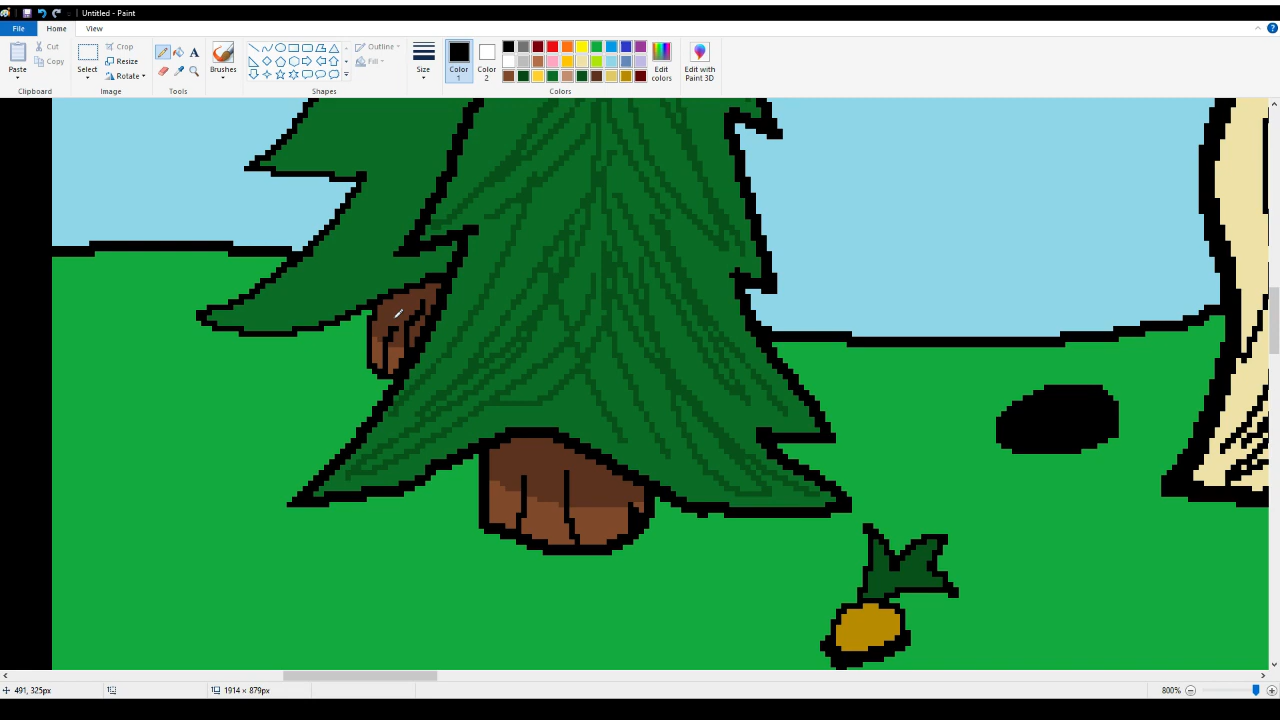 Untitled - Paint
File
Home
View
Paste
Cut
Copy
Clipboard
Select
Crop
Resize
Rotate
Image
A
Tools
Brushes
Outline
Fill
Shapes
Size
Color 1
Color 2
Edit colors
Colors
Edit with Paint 3D
491, 325px
1914 × 879px
800%